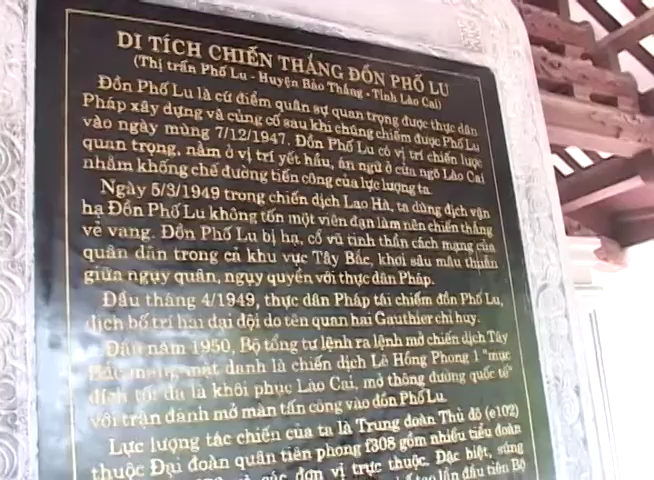 DI TÍCH CHIẾN THẮNG ĐỒN PHỐ LU
(Thị trấn Phố Lu - Huyện Bảo Thắng - Tỉnh Lào Cai)
Đồn Phố Lu là cứ điểm quân sự quan trọng được thực dân
Pháp xây dựng và củng cố sau khi chúng chiếm được Phố Lu
vào ngày mùng 7/12/1947. Đồn Phố Lu có vị trí chiến lược
quan trọng, nằm ở vị trí yết hầu, án ngữ ở cửa ngõ Lào Cai
nhằm khống chế đường tiến công của lực lượng ta.
Ngày 5/3/1949 trong chiến dịch Lao Hà, ta dùng địch vận
hạ Đồn Phố Lu không tốn một viên đạn làm nên chiến thắng
vẻ vang. Đồn Phố Lu bị hạ, cổ vũ tinh thần cách mạng của
quân dân trong cả khu vực Tây Bắc, khơi sâu mâu thuẫn
giữa ngụy quân, ngụy quyền với thực dân Pháp.
Đầu tháng 4/1949, thực dân Pháp tái chiếm đồn Phố Lu,
địch bố trí hai đại đội do tên quan hai Gauthier chỉ huy.
Đầu năm 1950, Bộ tổng tư lệnh ra lệnh mở chiến dịch Tây
Bắc mang mật danh là chiến dịch Lê Hồng Phong 1 "mục
đích tối đa là khôi phục Lào Cai, mở thông đường quốc tế"
với trận đánh mở màn tấn công vào đồn Phố Lu.
Lực lượng tác chiến của ta là Trung đoàn Thủ đô (e102)
thuộc Đại đoàn quân tiên phong f308 gồm nhiều tiểu đoàn
đơn vị trực thuộc. Đặc biệt, súng
lần đầu tiên Bộ